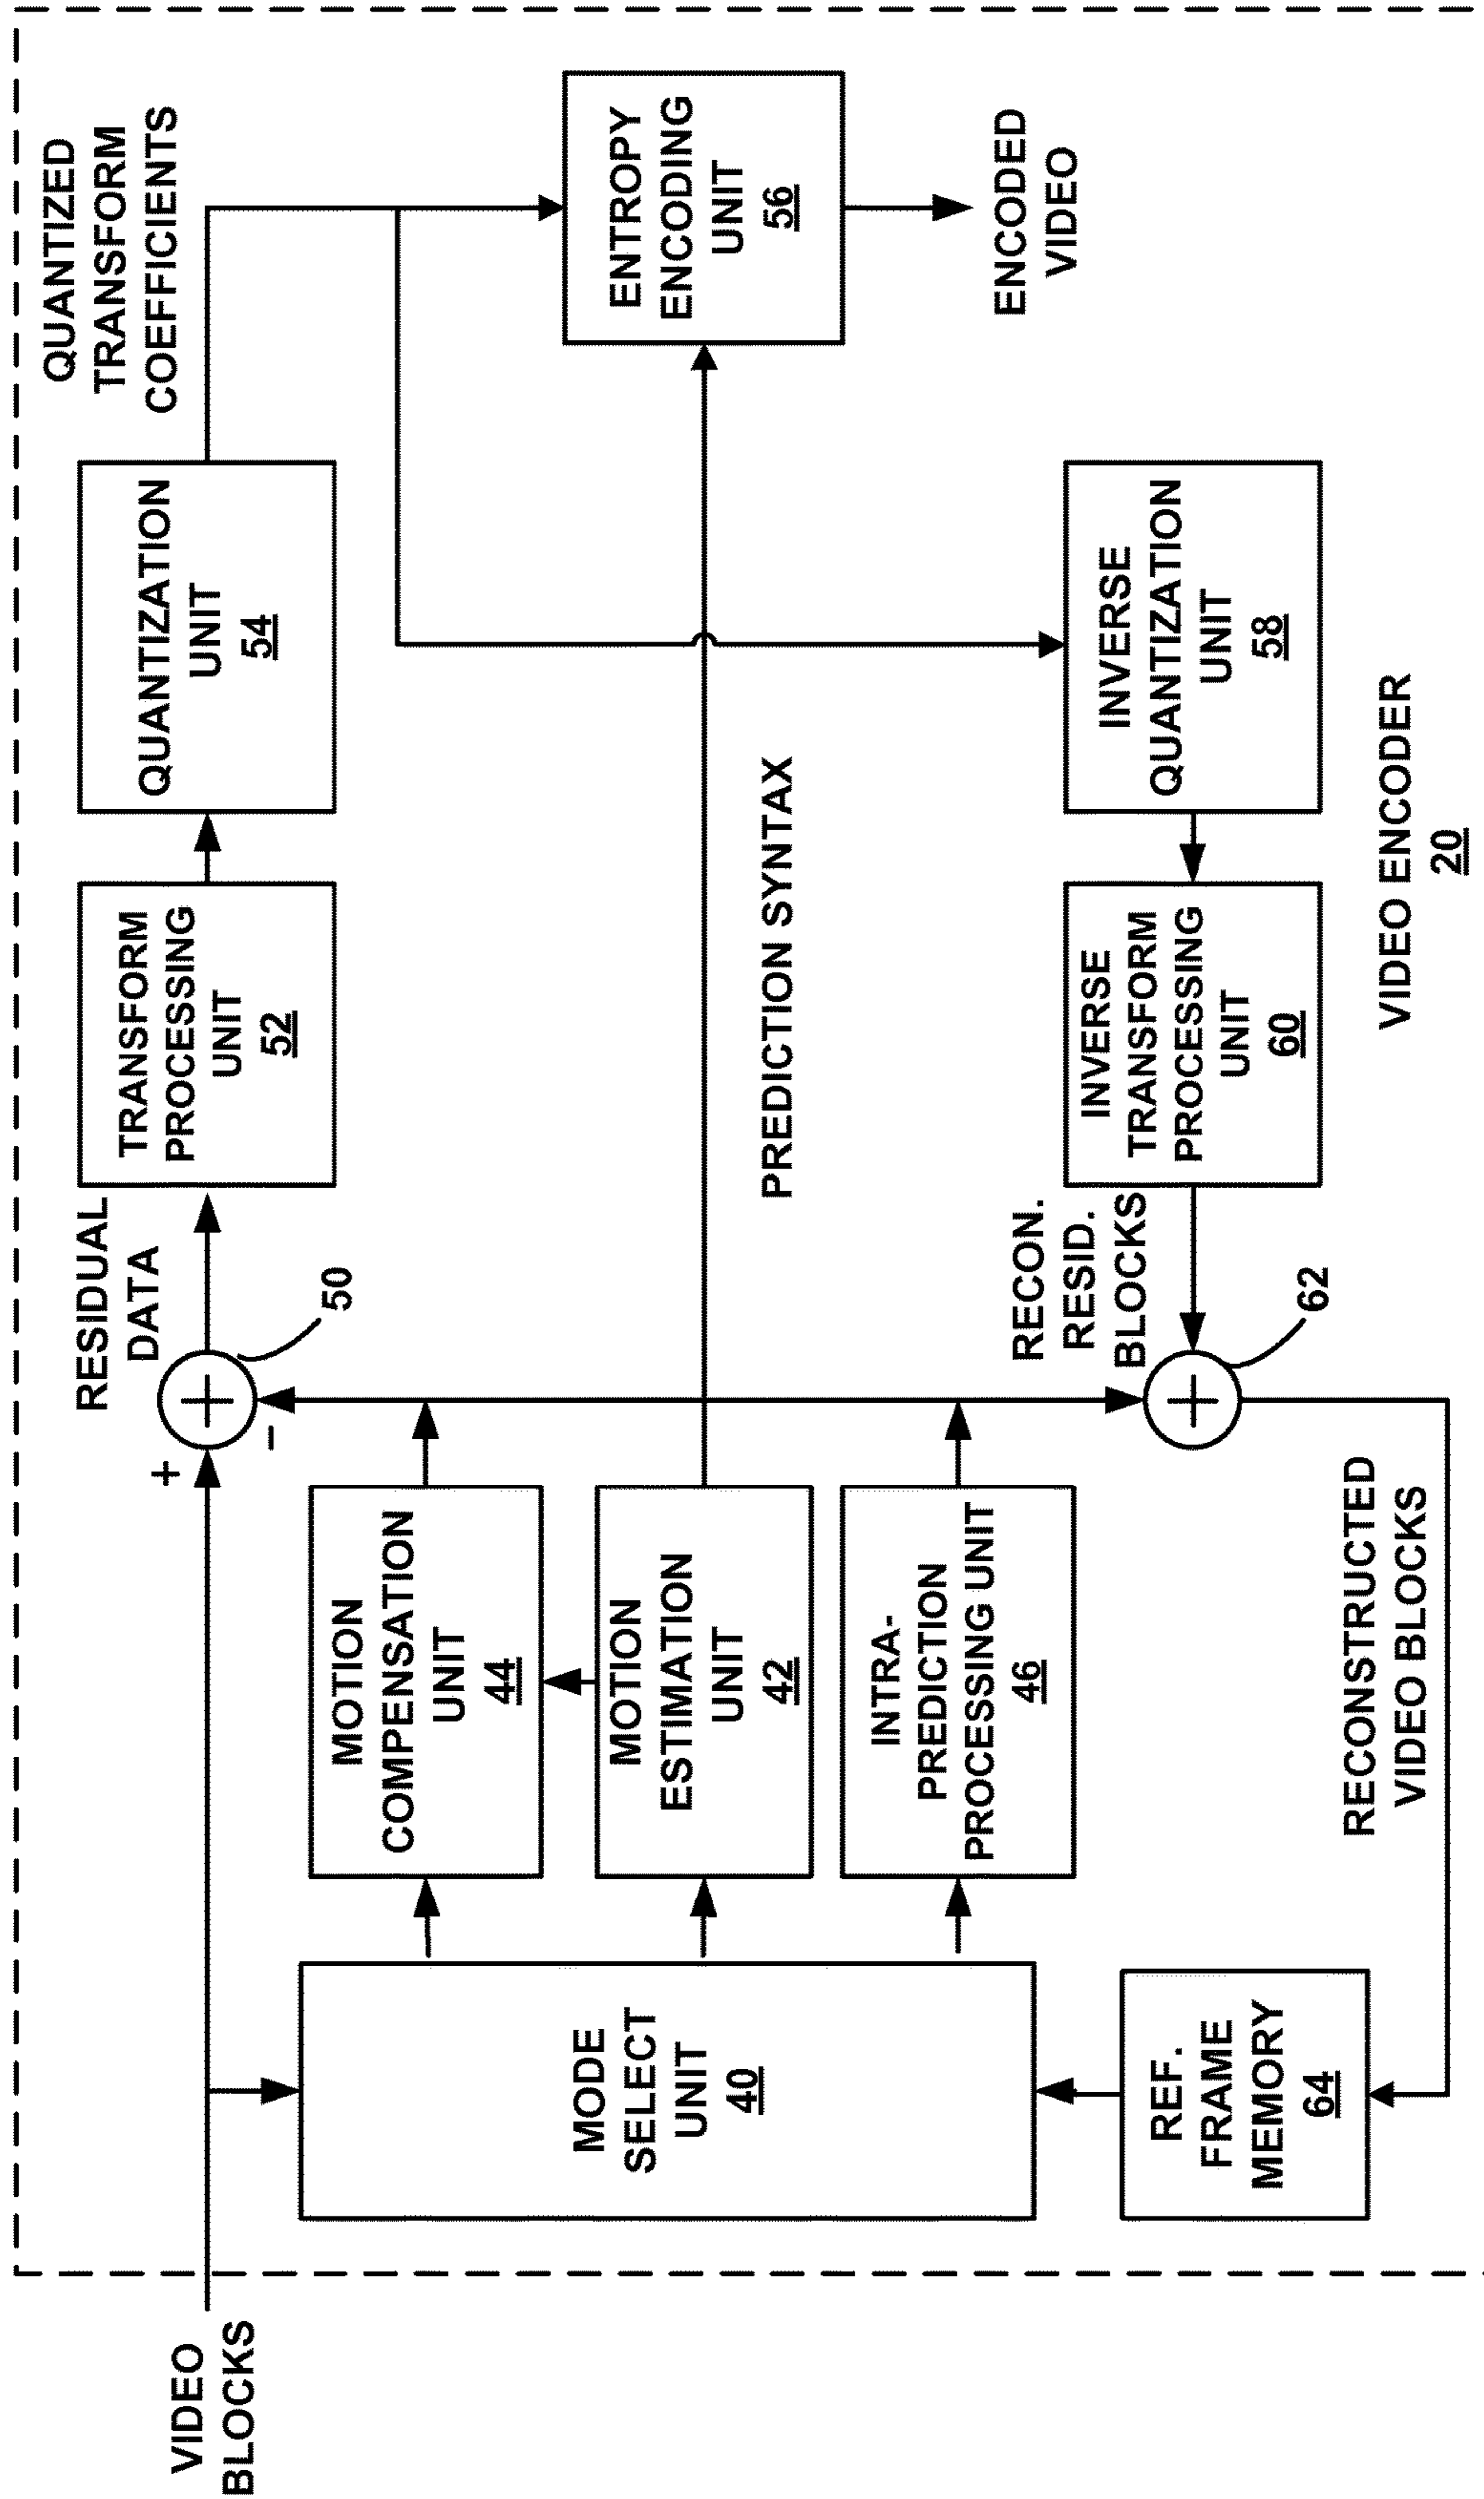 VIDEO
BLOCKS
+
−
RESIDUAL
DATA
50
TRANSFORM
PROCESSING
UNIT
52
QUANTIZATION
UNIT
54
QUANTIZED
TRANSFORM
COEFFICIENTS
MODE
SELECT
UNIT
40
MOTION
COMPENSATION
UNIT
44
MOTION
ESTIMATION
UNIT
42
INTRA-
PREDICTION
PROCESSING UNIT
46
PREDICTION SYNTAX
ENTROPY
ENCODING
UNIT
56
ENCODED
VIDEO
REF.
FRAME
MEMORY
64
RECON.
RESID.
BLOCKS
62
INVERSE
TRANSFORM
PROCESSING
UNIT
60
INVERSE
QUANTIZATION
UNIT
58
RECONSTRUCTED
VIDEO BLOCKS
VIDEO ENCODER
20